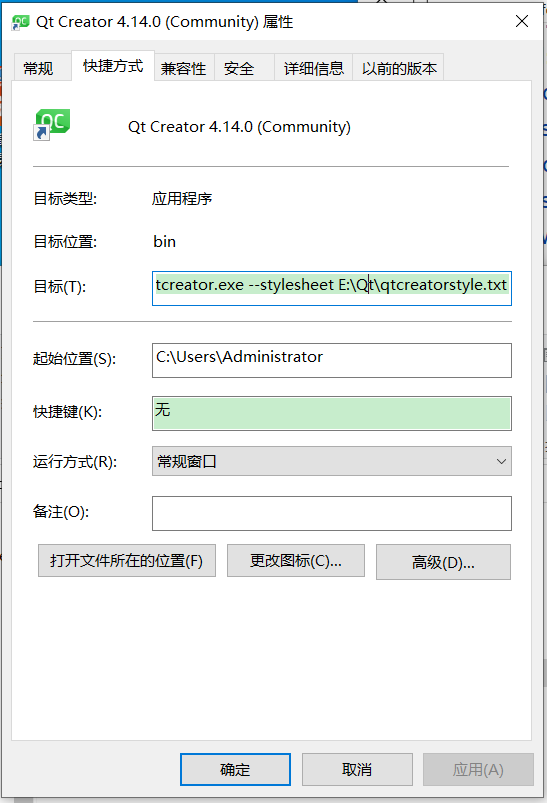 Qt Creator 4.14.0 (Community) 属性
常规 快捷方式 兼容性 安全 详细信息 以前的版本
QC
Qt Creator 4.14.0 (Community)
目标类型: 应用程序
目标位置: bin
目标(T): tcreator.exe --stylesheet E:\Qt\qtcreatorstyle.txt
起始位置(S): C:\Users\Administrator
快捷键(K): 无
运行方式(R): 常规窗口
备注(O):
打开文件所在的位置(F) 更改图标(C)... 高级(D)...
确定 取消 应用(A)